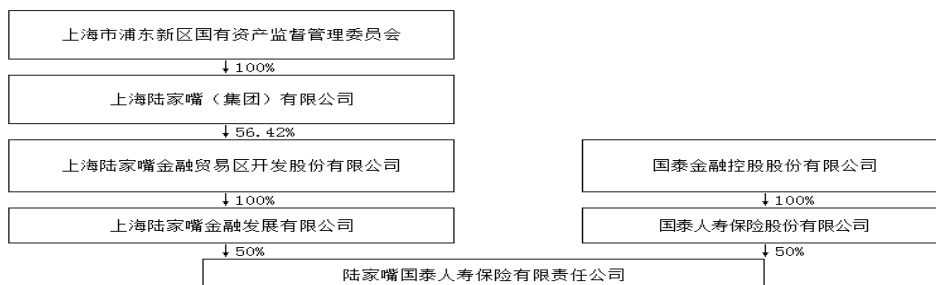 上海市浦东新区国有资产监督管理委员会
↓100%
上海陆家嘴（集团）有限公司
↓56.42%
上海陆家嘴金融贸易区开发股份有限公司
国泰金融控股股份有限公司
↓100%
↓100%
上海陆家嘴金融发展有限公司
国泰人寿保险股份有限公司
↓50%
↓50%
陆家嘴国泰人寿保险有限责任公司